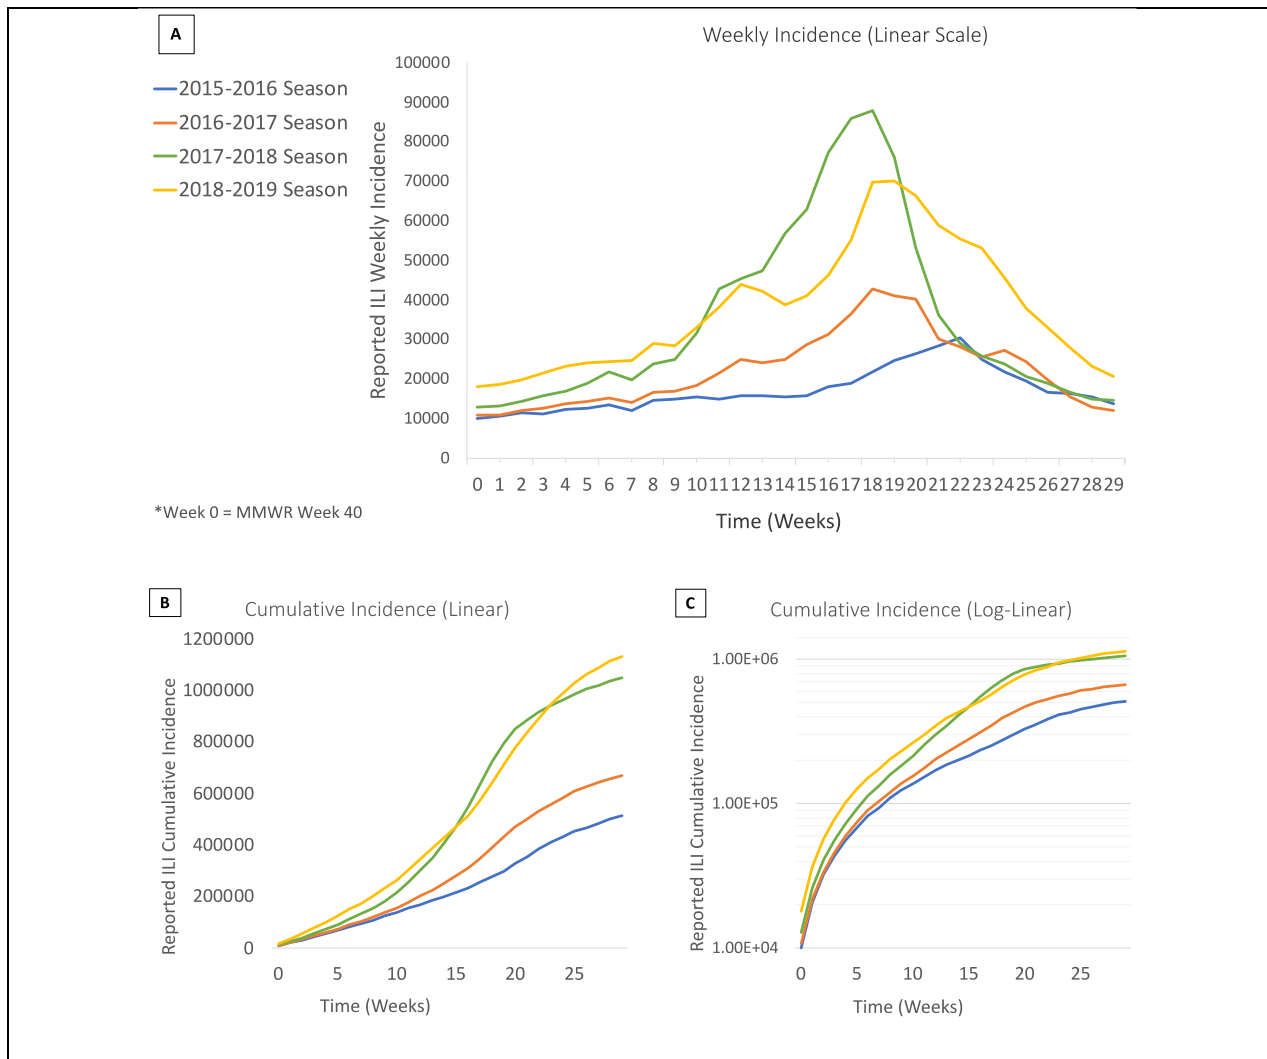 A
Weekly Incidence (Linear Scale)
2015-2016 Season
2016-2017 Season
2017-2018 Season
2018-2019 Season
Reported ILI Weekly Incidence
100000
90000
80000
70000
60000
50000
40000
30000
20000
10000
0
0 1 2 3 4 5 6 7 8 9 10 11 12 13 14 15 16 17 18 19 20 21 22 23 24 25 26 27 28 29
Time (Weeks)
*Week 0 = MMWR Week 40
B
Cumulative Incidence (Linear)
Reported ILI Cumulative Incidence
1200000
1000000
800000
600000
400000
200000
0
0 5 10 15 20 25
Time (Weeks)
C
Cumulative Incidence (Log-Linear)
Reported ILI Cumulative Incidence
1.00E+06
1.00E+05
1.00E+04
0 5 10 15 20 25
Time (Weeks)